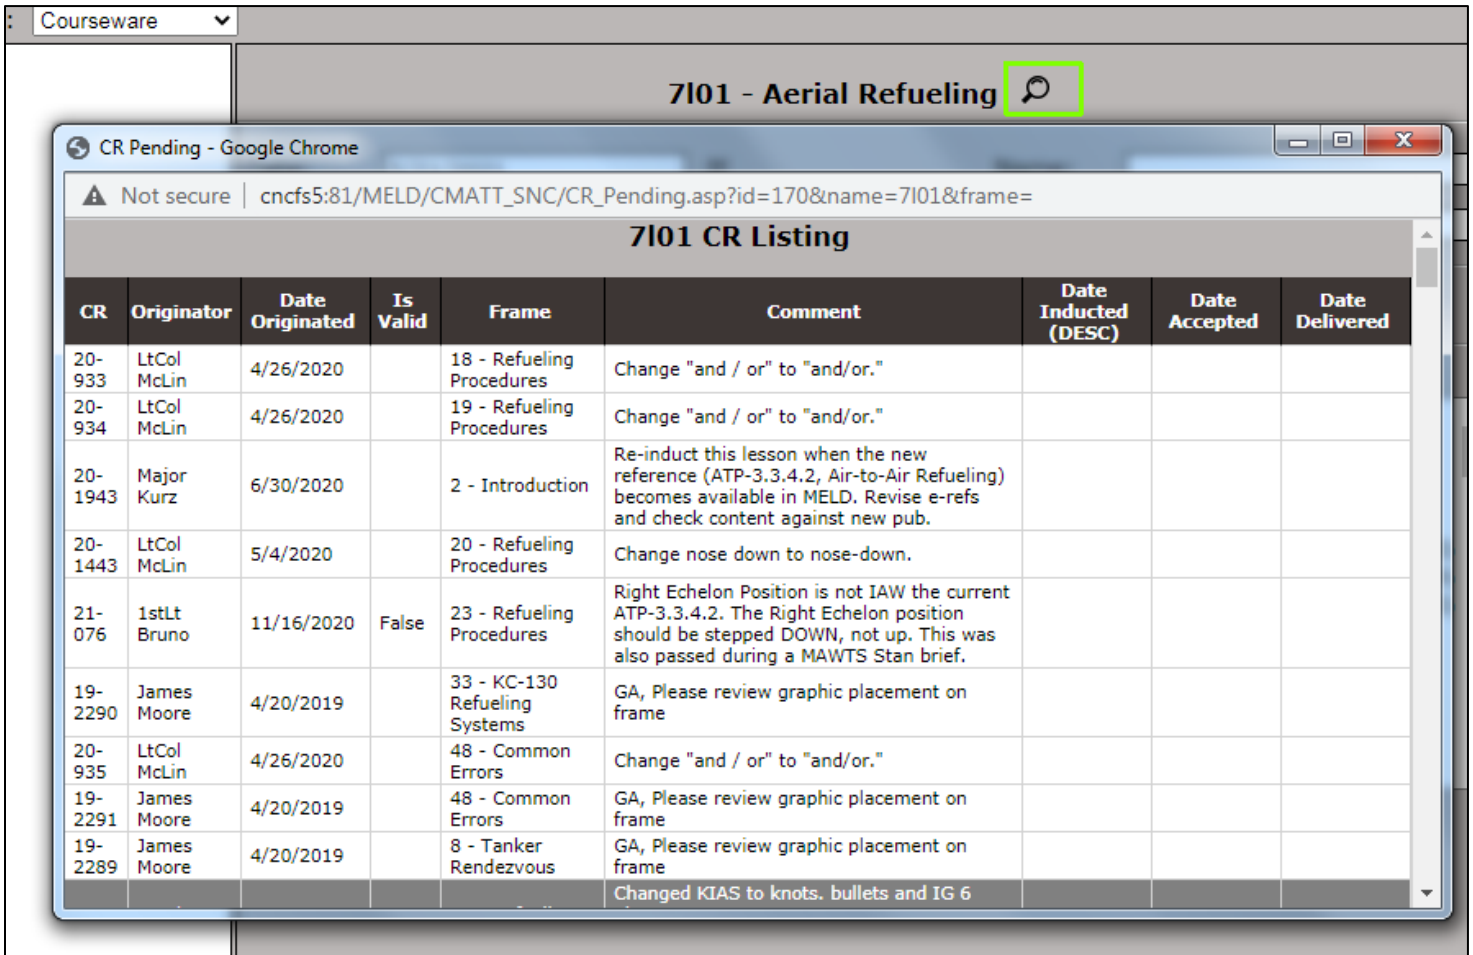 : Courseware
7l01 - Aerial Refueling
CR Pending - Google Chrome
Not secure | cncfs5:81/MELD/CMATT_SNC/CR_Pending.asp?id=170&name=7l01&frame=
7l01 CR Listing
CR Originator Date Originated Is Valid Frame Comment Date Inducted (DESC) Date Accepted Date Delivered
20-933 LtCol McLin 4/26/2020 18 - Refueling Procedures Change "and / or" to "and/or."
20-934 LtCol McLin 4/26/2020 19 - Refueling Procedures Change "and / or" to "and/or."
20-1943 Major Kurz 6/30/2020 2 - Introduction Re-induct this lesson when the new
reference (ATP-3.3.4.2, Air-to-Air Refueling)
becomes available in MELD. Revise e-refs
and check content against new pub.
20-1443 LtCol McLin 5/4/2020 20 - Refueling Procedures Change nose down to nose-down.
21-076 1stLt Bruno 11/16/2020 False 23 - Refueling Procedures Right Echelon Position is not IAW the current
ATP-3.3.4.2. The Right Echelon position
should be stepped DOWN, not up. This was
also passed during a MAWTS Stan brief.
19-2290 James Moore 4/20/2019 33 - KC-130 Refueling Systems GA, Please review graphic placement on
frame
20-935 LtCol McLin 4/26/2020 48 - Common Errors Change "and / or" to "and/or."
19-2291 James Moore 4/20/2019 48 - Common Errors GA, Please review graphic placement on
frame
19-2289 James Moore 4/20/2019 8 - Tanker Rendezvous GA, Please review graphic placement on
frame
Changed KIAS to knots. bullets and IG 6